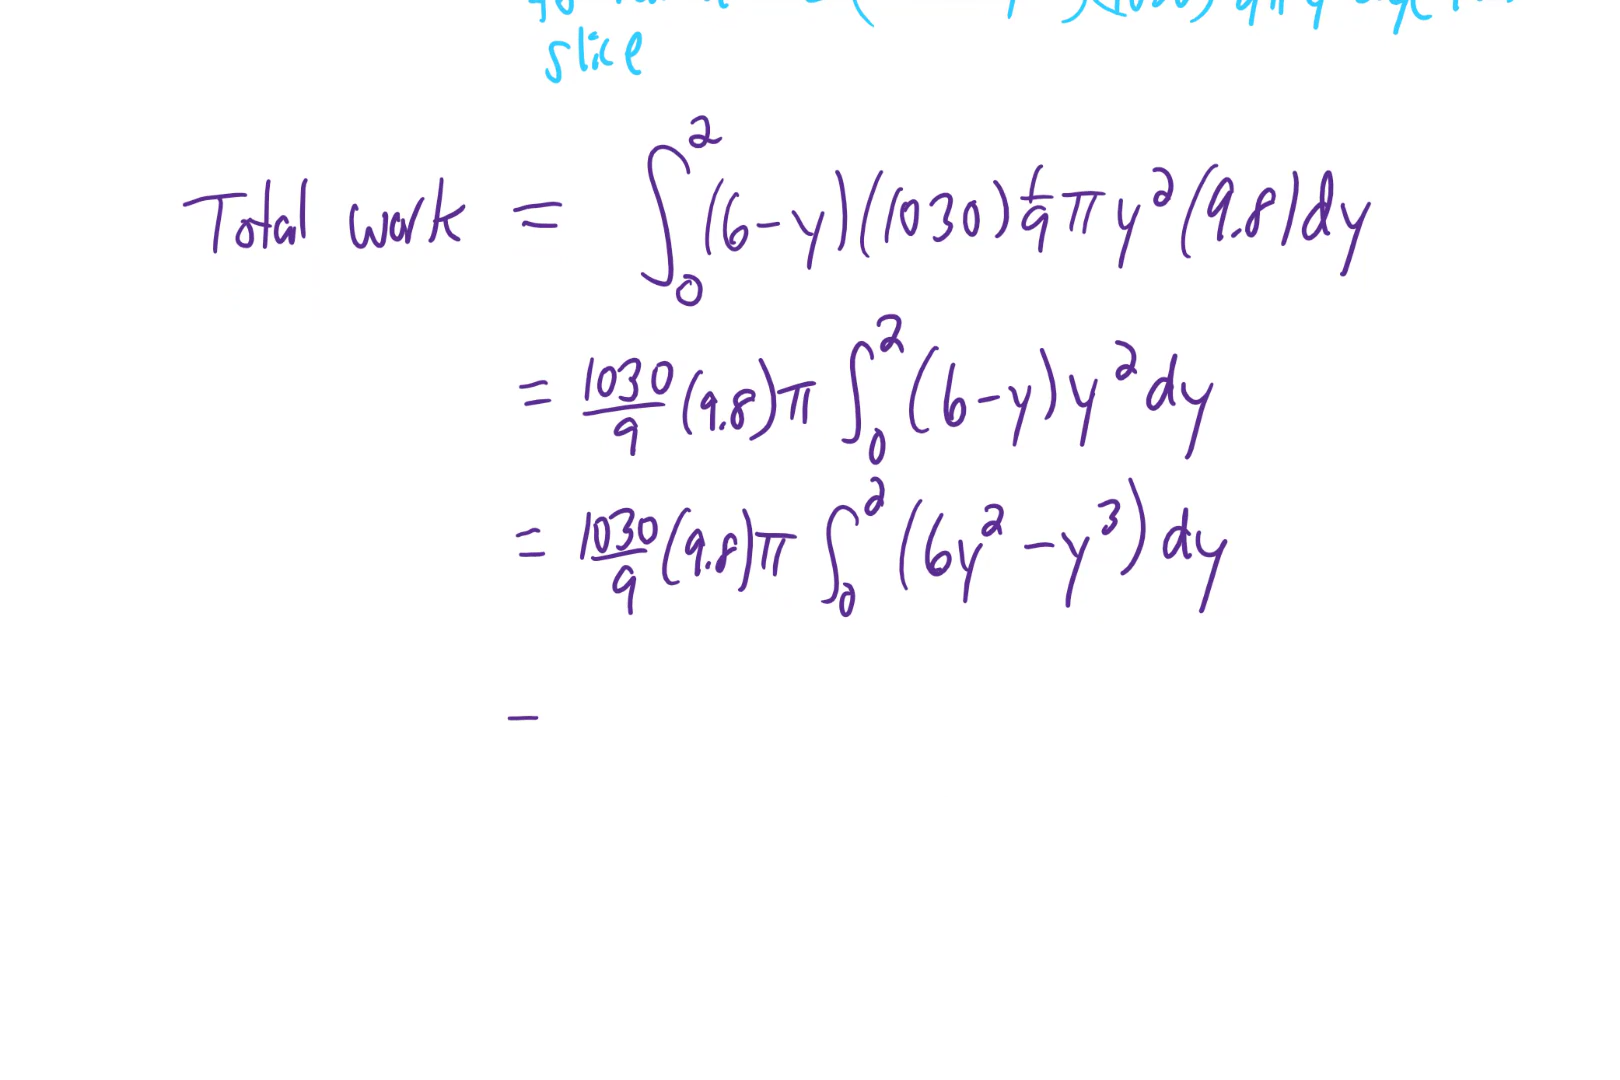 slice
Total work = ∫₀² (6-y)(1030) 1/9 π y² (9.8) dy
= 1030/9 (9.8) π ∫₀² (6-y) y² dy
= 1030/9 (9.8) π ∫₀² (6y² - y³) dy
–